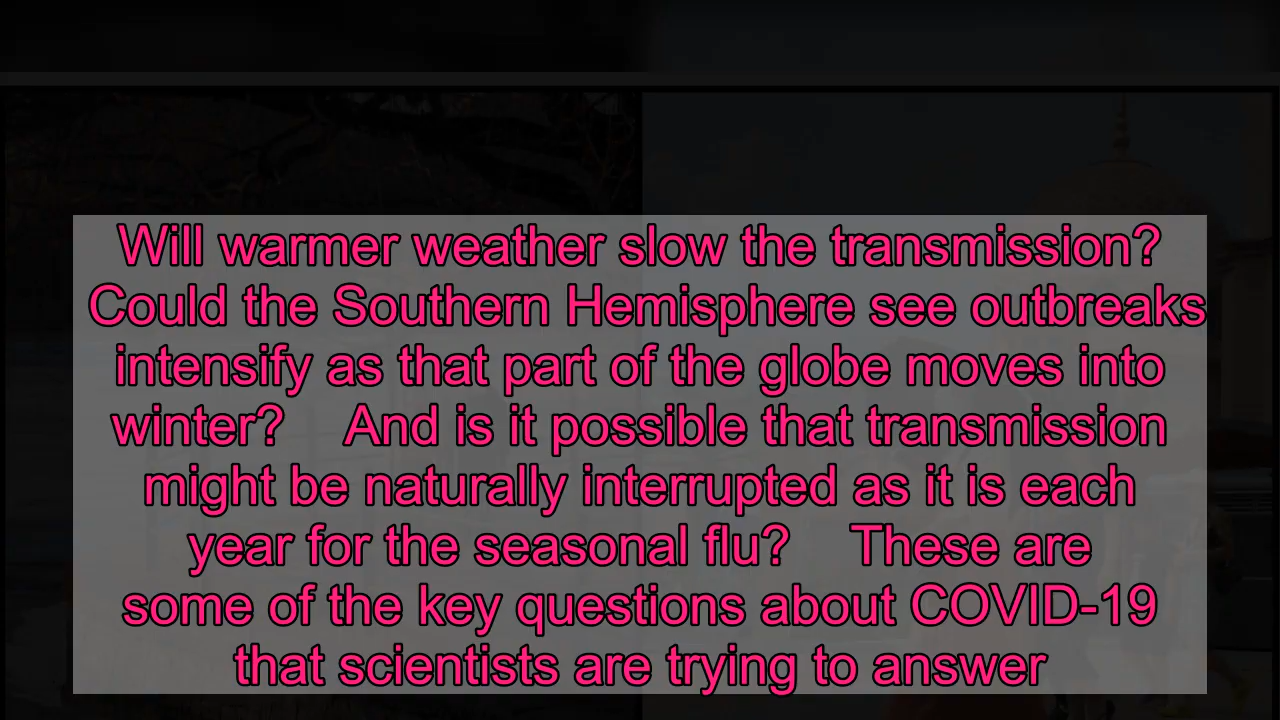 Will warmer weather slow the transmission?
Could the Southern Hemisphere see outbreaks
intensify as that part of the globe moves into
winter?    And is it possible that transmission
might be naturally interrupted as it is each
year for the seasonal flu?    These are
some of the key questions about COVID-19
that scientists are trying to answer